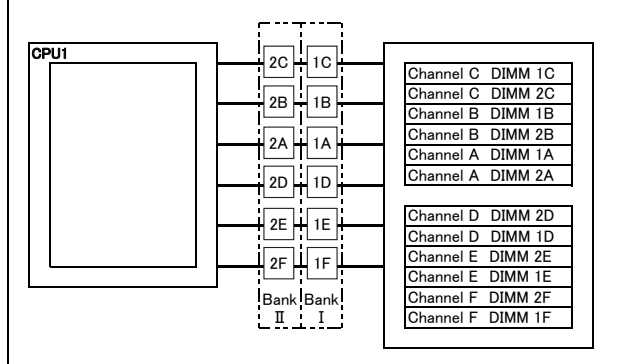 CPU1
2C 1C
2B 1B
2A 1A
2D 1D
2E 1E
2F 1F
Bank Bank
II I
Channel C DIMM 1C
Channel C DIMM 2C
Channel B DIMM 1B
Channel B DIMM 2B
Channel A DIMM 1A
Channel A DIMM 2A
Channel D DIMM 2D
Channel D DIMM 1D
Channel E DIMM 2E
Channel E DIMM 1E
Channel F DIMM 2F
Channel F DIMM 1F